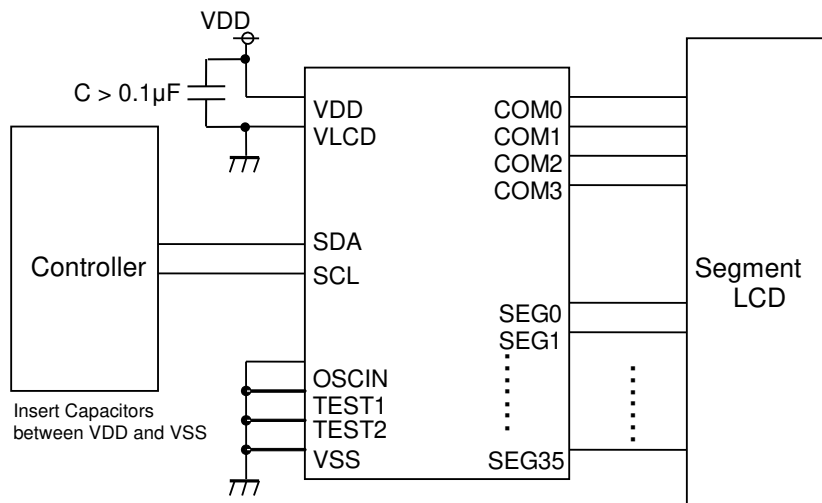 VDD
C > 0.1µF
VDD
VLCD
SDA
SCL
OSCIN
TEST1
TEST2
VSS
COM0
COM1
COM2
COM3
SEG0
SEG1
SEG35
Controller
Insert Capacitors
between VDD and VSS
Segment
LCD